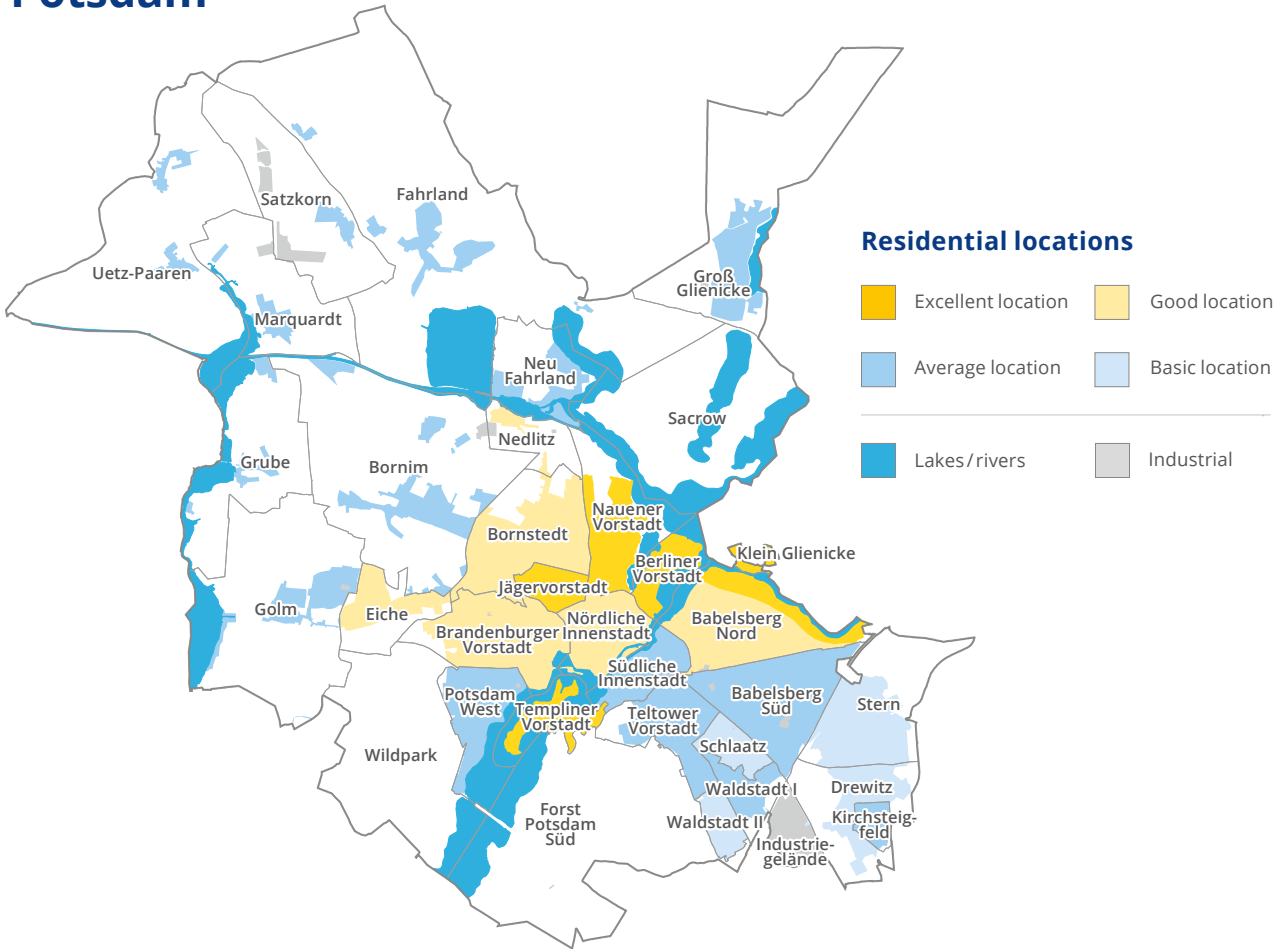 Potsdam
Satzkorn
Fahrland
Uetz-Paaren
Marquardt
Groß
Glienicke
Neu
Fahrland
Sacrow
Nedlitz
Grube
Bornim
Nauener
Vorstadt
Bornstedt
Klein Glienicke
Berliner
Vorstadt
Jägervorstadt
Golm
Eiche
Nördliche
Innenstadt
Babelsberg
Nord
Brandenburger
Vorstadt
Südliche
Innenstadt
Potsdam
West
Babelsberg
Süd
Stern
Templiner
Vorstadt
Teltower
Vorstadt
Schlaatz
Wildpark
Waldstadt I
Drewitz
Forst
Potsdam
Süd
Waldstadt II
Kirchsteig-
feld
Industrie-
gelände
Residential locations
Excellent location
Good location
Average location
Basic location
Lakes/rivers
Industrial